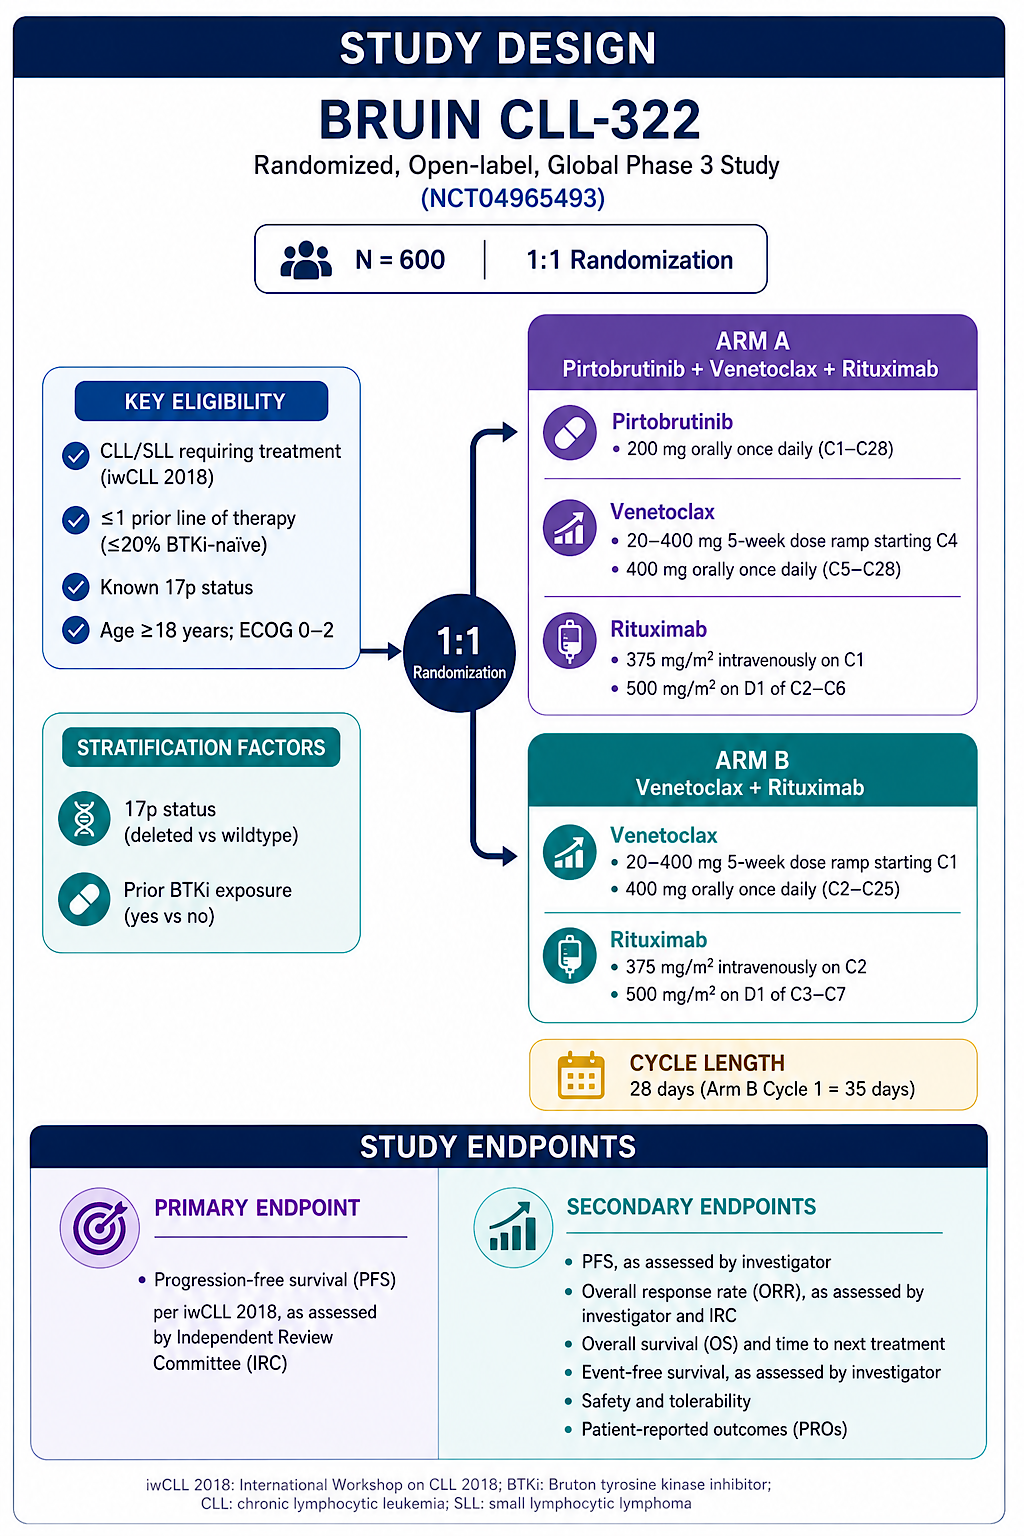 STUDY DESIGN
BRUIN CLL-322
Randomized, Open-label, Global Phase 3 Study
(NCT04965493)
N = 600 | 1:1 Randomization
KEY ELIGIBILITY
CLL/SLL requiring treatment
(iwCLL 2018)
≤1 prior line of therapy
(≤20% BTKi-naïve)
Known 17p status
Age ≥18 years; ECOG 0–2
STRATIFICATION FACTORS
17p status
(deleted vs wildtype)
Prior BTKi exposure
(yes vs no)
1:1
Randomization
ARM A
Pirtobrutinib + Venetoclax + Rituximab
Pirtobrutinib
• 200 mg orally once daily (C1–C28)
Venetoclax
• 20–400 mg 5-week dose ramp starting C4
• 400 mg orally once daily (C5–C28)
Rituximab
• 375 mg/m² intravenously on C1
• 500 mg/m² on D1 of C2–C6
ARM B
Venetoclax + Rituximab
Venetoclax
• 20–400 mg 5-week dose ramp starting C1
• 400 mg orally once daily (C2–C25)
Rituximab
• 375 mg/m² intravenously on C2
• 500 mg/m² on D1 of C3–C7
CYCLE LENGTH
28 days (Arm B Cycle 1 = 35 days)
STUDY ENDPOINTS
PRIMARY ENDPOINT
• Progression-free survival (PFS)
per iwCLL 2018, as assessed
by Independent Review
Committee (IRC)
SECONDARY ENDPOINTS
• PFS, as assessed by investigator
• Overall response rate (ORR), as assessed by
investigator and IRC
• Overall survival (OS) and time to next treatment
• Event-free survival, as assessed by investigator
• Safety and tolerability
• Patient-reported outcomes (PROs)
iwCLL 2018: International Workshop on CLL 2018; BTKi: Bruton tyrosine kinase inhibitor;
CLL: chronic lymphocytic leukemia; SLL: small lymphocytic lymphoma